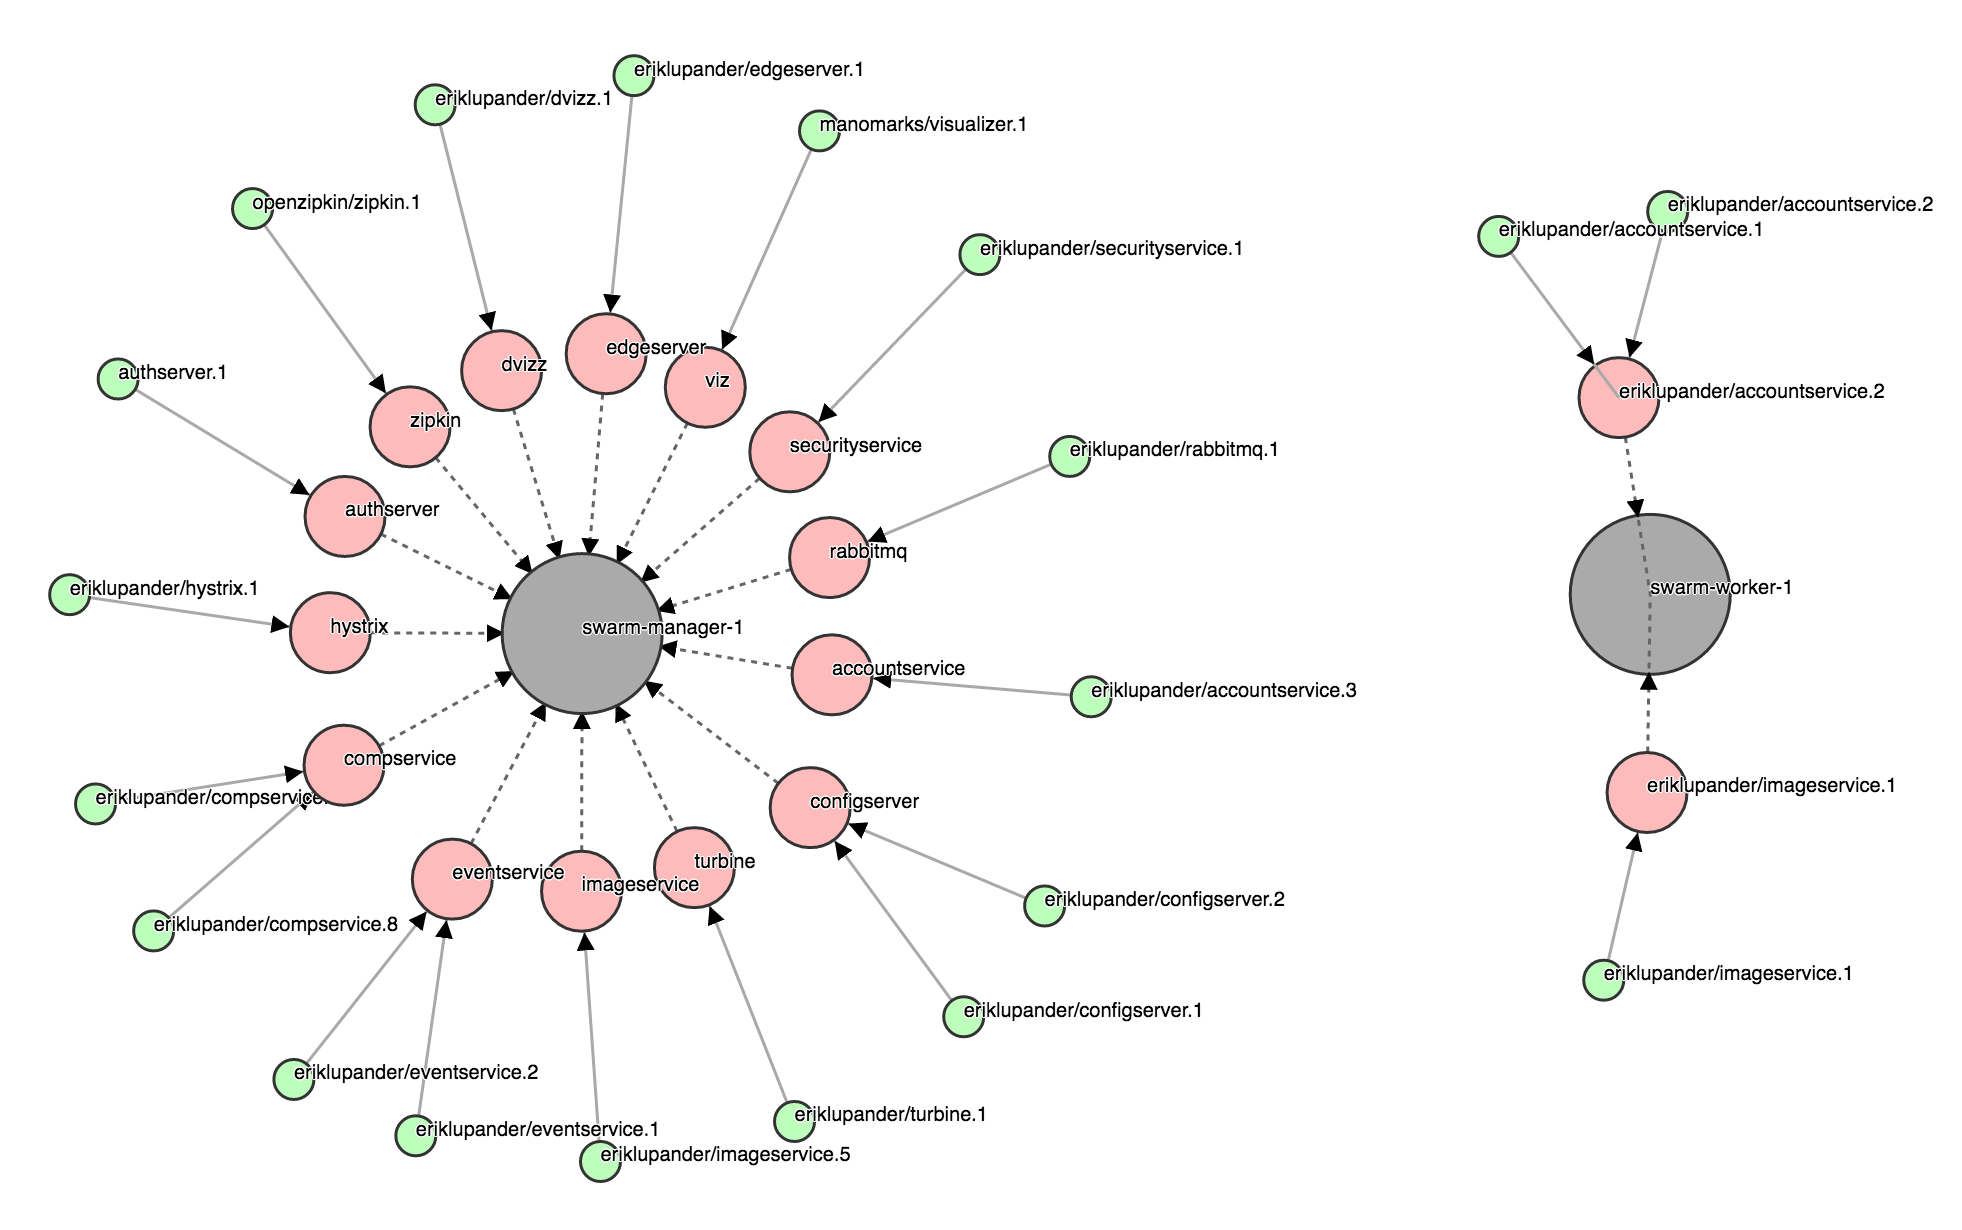 eriklupander/edgeserver.1
eriklupander/dvizz.1
manomarks/visualizer.1
openzipkin/zipkin.1
eriklupander/accountservice.2
eriklupander/accountservice.1
eriklupander/securityservice.1
edgeserver
dvizz
viz
authserver.1
eriklupander/accountservice.2
zipkin
securityservice
eriklupander/rabbitmq.1
authserver
rabbitmq
eriklupander/hystrix.1
swarm-worker-1
hystrix
swarm-manager-1
accountservice
eriklupander/accountservice.3
compservice
eriklupander/imageservice.1
eriklupander/compservice.
configserver
turbine
eventservice
imageservice
eriklupander/configserver.2
eriklupander/compservice.8
eriklupander/imageservice.1
eriklupander/configserver.1
eriklupander/eventservice.2
eriklupander/turbine.1
eriklupander/eventservice.1
eriklupander/imageservice.5